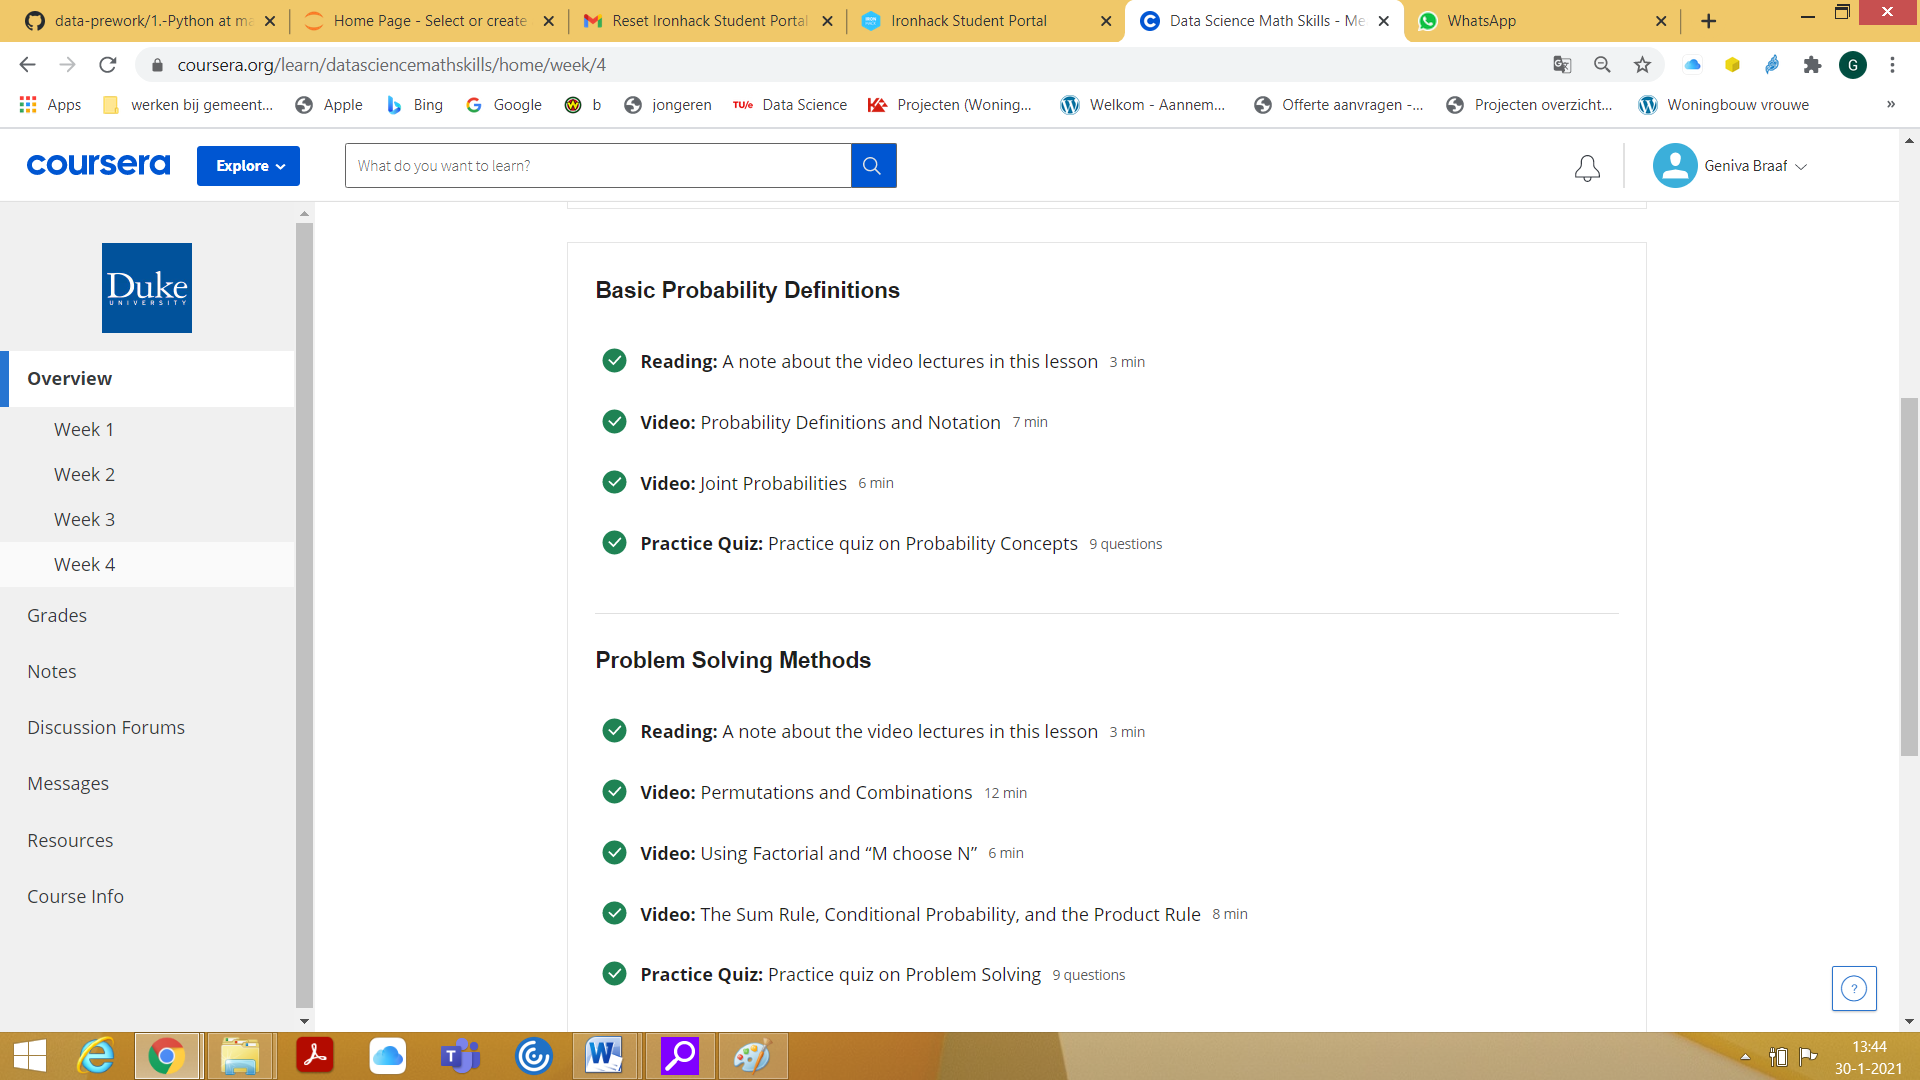 data-prework/1.-Python at ma
Home Page - Select or create
Reset Ironhack Student Portal
Ironhack Student Portal
Data Science Math Skills - Me
WhatsApp
coursera.org/learn/datasciencemathskills/home/week/4
G
Apps
werken bij gemeent...
Apple
Bing
Google
b
jongeren
TU/e Data Science
Projecten (Woning...
Welkom - Aannem...
Offerte aanvragen -...
Projecten overzicht...
Woningbouw vrouwe
»
coursera
Explore
What do you want to learn?
Geniva Braaf
Duke
UNIVERSITY
Overview
Week 1
Week 2
Week 3
Week 4
Grades
Notes
Discussion Forums
Messages
Resources
Course Info
Basic Probability Definitions
Reading: A note about the video lectures in this lesson 3 min
Video: Probability Definitions and Notation 7 min
Video: Joint Probabilities 6 min
Practice Quiz: Practice quiz on Probability Concepts 9 questions
Problem Solving Methods
Reading: A note about the video lectures in this lesson 3 min
Video: Permutations and Combinations 12 min
Video: Using Factorial and “M choose N” 6 min
Video: The Sum Rule, Conditional Probability, and the Product Rule 8 min
Practice Quiz: Practice quiz on Problem Solving 9 questions
?
13:44
30-1-2021